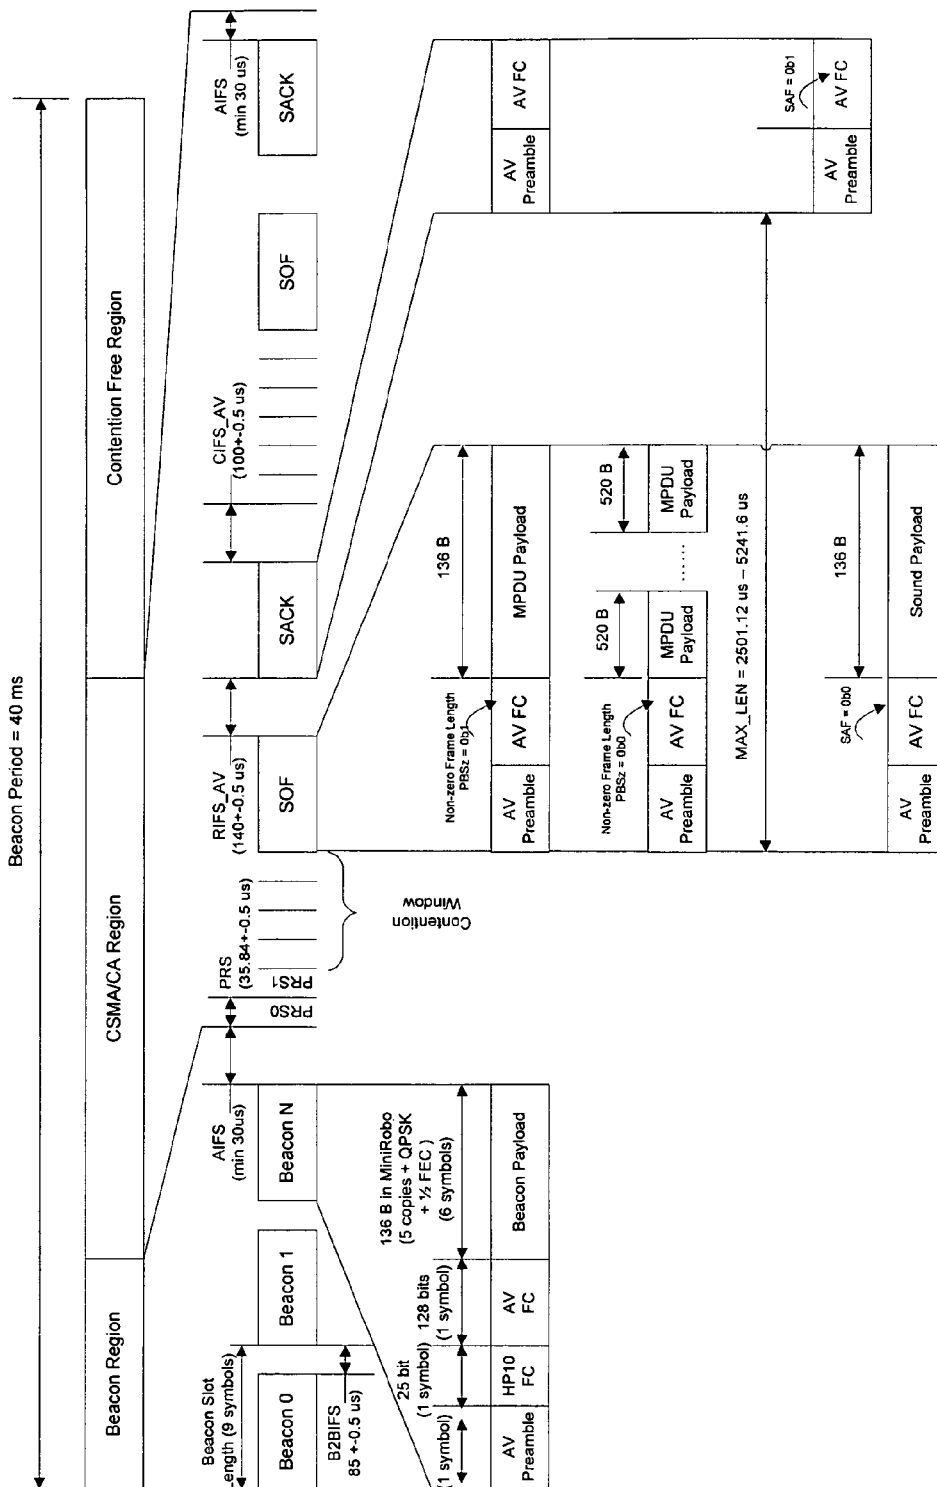 Beacon Period = 40 ms
Beacon Region
CSMA/CA Region
Contention Free Region
Beacon Slot
Length (9 symbols)
AIFS
(min 30us)
PRS
(35.84+-0.5 us)
RIFS_AV
(140+-0.5 us)
CIFS_AV
(100+-0.5 us)
AIFS
(min 30 us)
Beacon 0
Beacon 1
Beacon N
PRS0
PRS1
SOF
SACK
SOF
SACK
B2BIFS
85 +-0.5 us
Contention
Window
(1 symbol)
25 bit
(1 symbol)
128 bits
(1 symbol)
136 B in MiniRobo
(5 copies + QPSK
+ ½ FEC )
(6 symbols)
AV
Preamble
HP10
FC
AV
FC
Beacon Payload
Non-zero Frame Length
PBSz = 0b1
136 B
AV
Preamble
AV FC
MPDU Payload
AV
Preamble
AV FC
Non-zero Frame Length
PBSz = 0b0
520 B
520 B
AV
Preamble
AV FC
MPDU
Payload
......
MPDU
Payload
MAX_LEN = 2501.12 us – 5241.6 us
SAF = 0b1
AV
Preamble
AV FC
SAF = 0b0
136 B
AV
Preamble
AV FC
Sound Payload